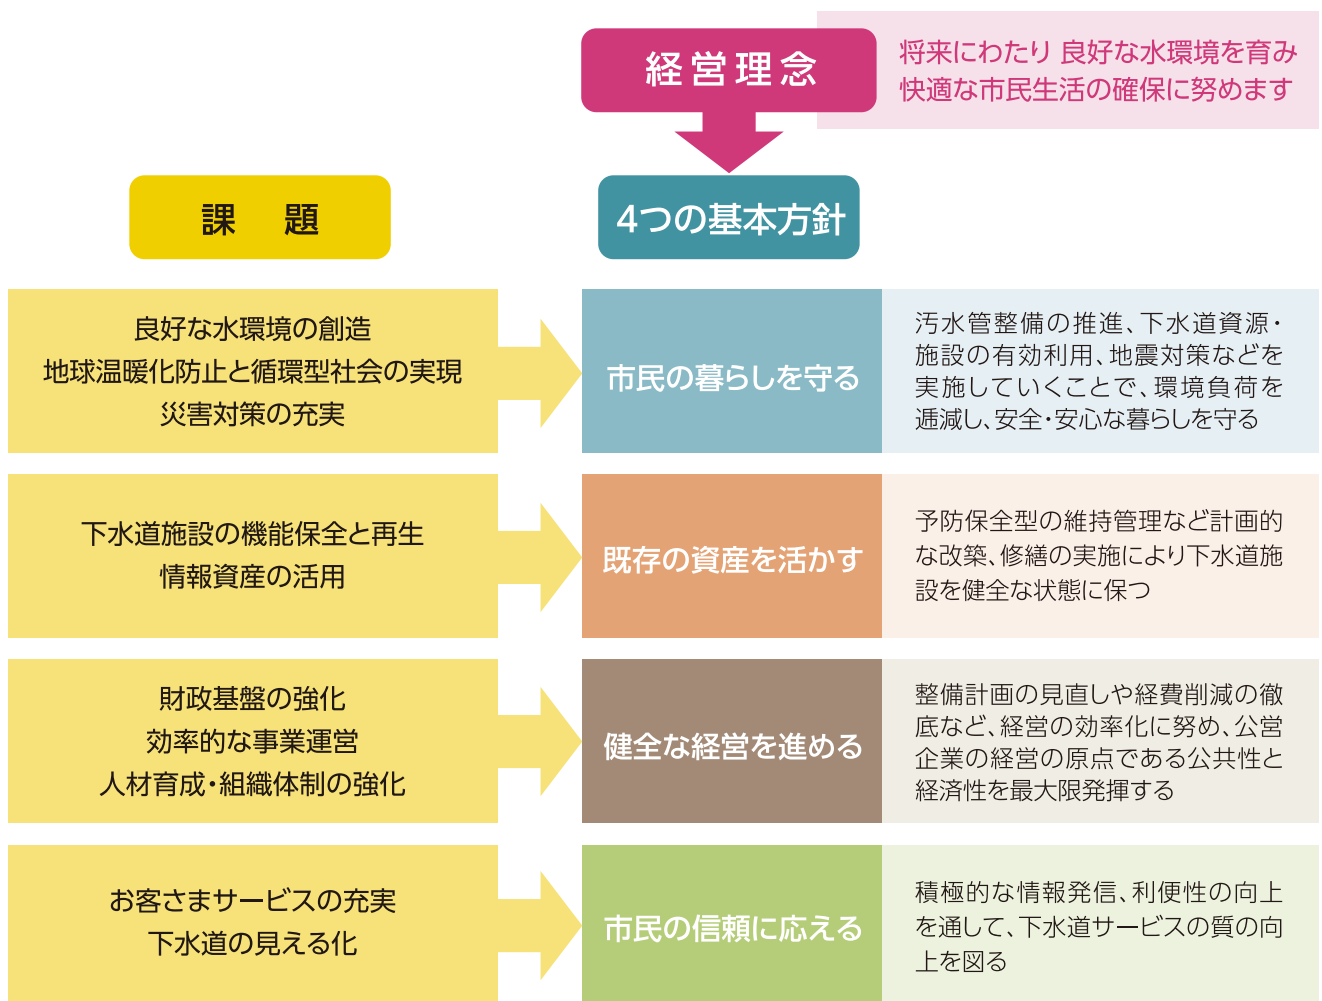 経営理念
将来にわたり 良好な水環境を育み
快適な市民生活の確保に努めます
課　題
4つの基本方針
良好な水環境の創造
地球温暖化防止と循環型社会の実現
災害対策の充実
市民の暮らしを守る
汚水管整備の推進、下水道資源・
施設の有効利用、地震対策などを
実施していくことで、環境負荷を
逓減し、安全・安心な暮らしを守る
下水道施設の機能保全と再生
情報資産の活用
既存の資産を活かす
予防保全型の維持管理など計画的
な改築、修繕の実施により下水道施
設を健全な状態に保つ
財政基盤の強化
効率的な事業運営
人材育成・組織体制の強化
健全な経営を進める
整備計画の見直しや経費削減の徹
底など、経営の効率化に努め、公営
企業の経営の原点である公共性と
経済性を最大限発揮する
お客さまサービスの充実
下水道の見える化
市民の信頼に応える
積極的な情報発信、利便性の向上
を通して、下水道サービスの質の向
上を図る